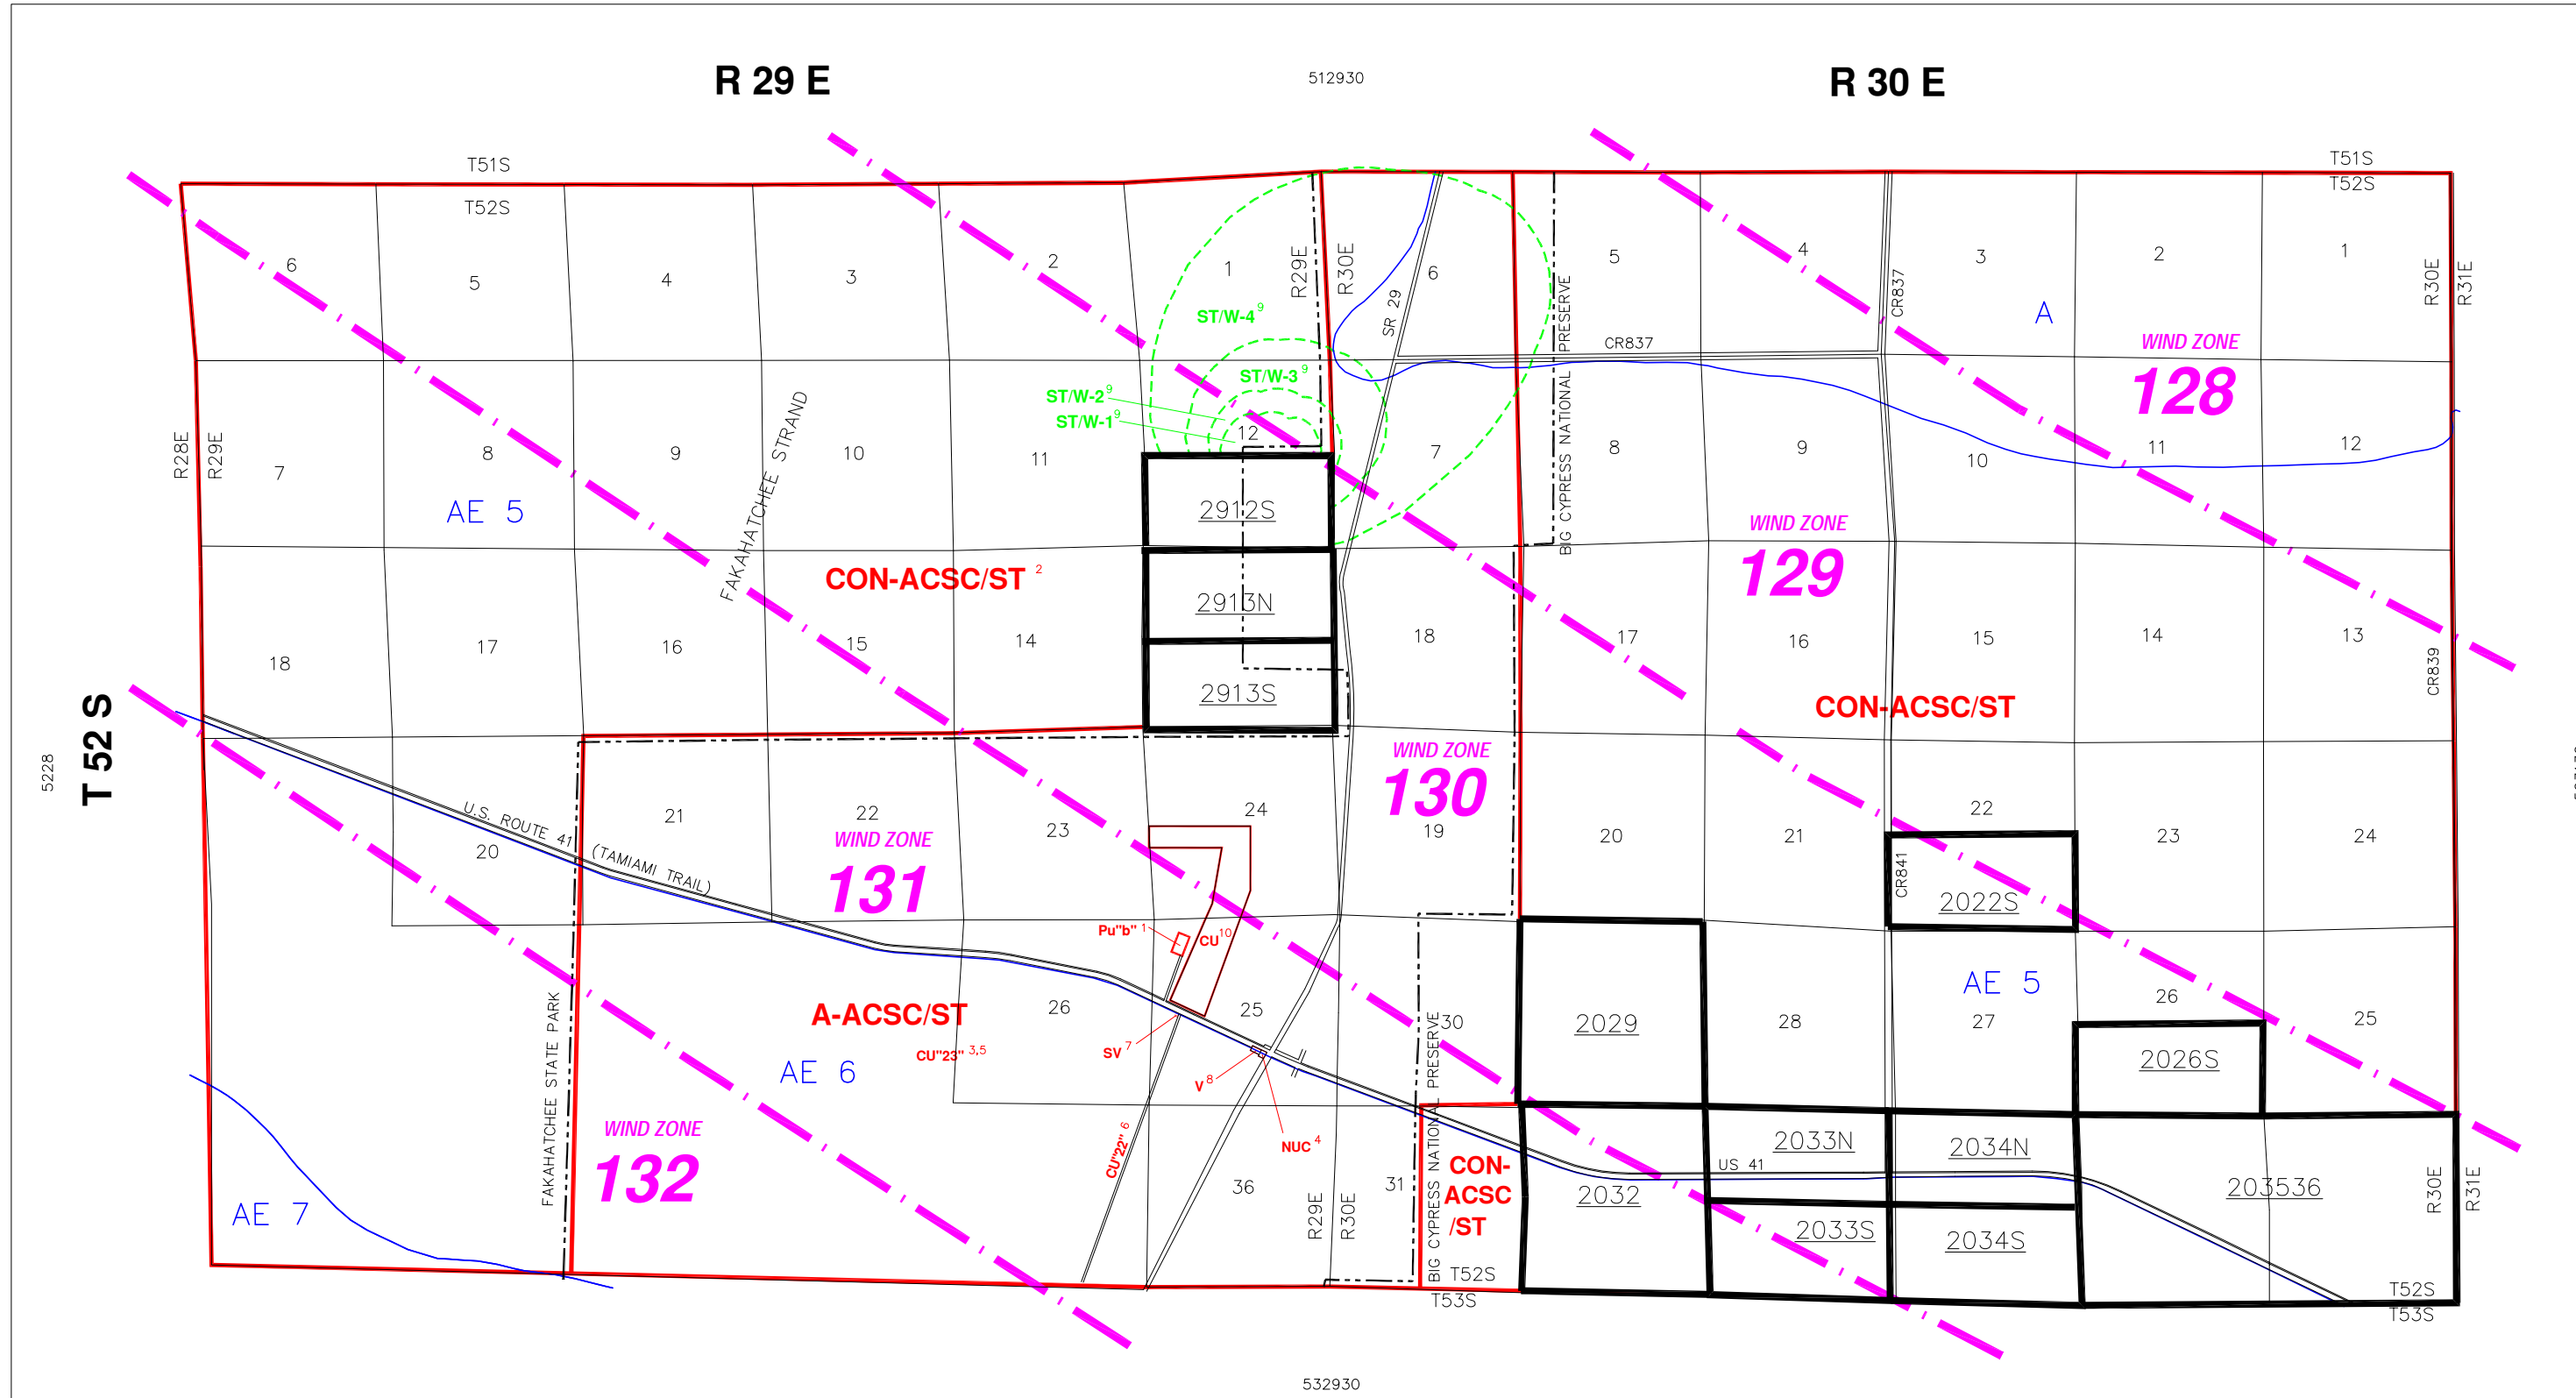 R 29 E
512930
R 30 E
T51S
T52S
T51S
T52S
6
5
4
3
2
1
R29E
R30E
6
5
4
3
2
1
R30E
R31E
SR 29
CR837
CR837
BIG CYPRESS NATIONAL PRESERVE
A
WIND ZONE
128
ST/W-4 9
ST/W-3 9
ST/W-2 9
ST/W-1 9
R28E
R29E
7
8
9
10
11
12
7
8
9
10
11
12
FAKAHATCHEE STRAND
AE 5
2912S
WIND ZONE
129
CON-ACSC/ST 2
2913N
18
17
16
15
14
2913S
18
17
16
15
14
13
CR839
CON-ACSC/ST
T 52 S
5228
WIND ZONE
130
20
21
22
23
24
19
20
21
22
23
24
U.S. ROUTE 41 (TAMIAMI TRAIL)
WIND ZONE
131
CR841
2022S
Pu"b" 1
CU 10
AE 5
A-ACSC/ST
26
25
30
2029
28
27
26
25
CU"23" 3,5
SV 7
AE 6
V 8
NUC 4
2026S
FAKAHATCHEE STATE PARK
WIND ZONE
132
CU"22" 6
AE 7
36
R29E
R30E
31
BIG CYPRESS NATIONAL PRESERVE
CON-
ACSC
/ST
US 41
2032
2033N
2034N
2033S
2034S
203536
R30E
R31E
T52S
T53S
T52S
T53S
532930